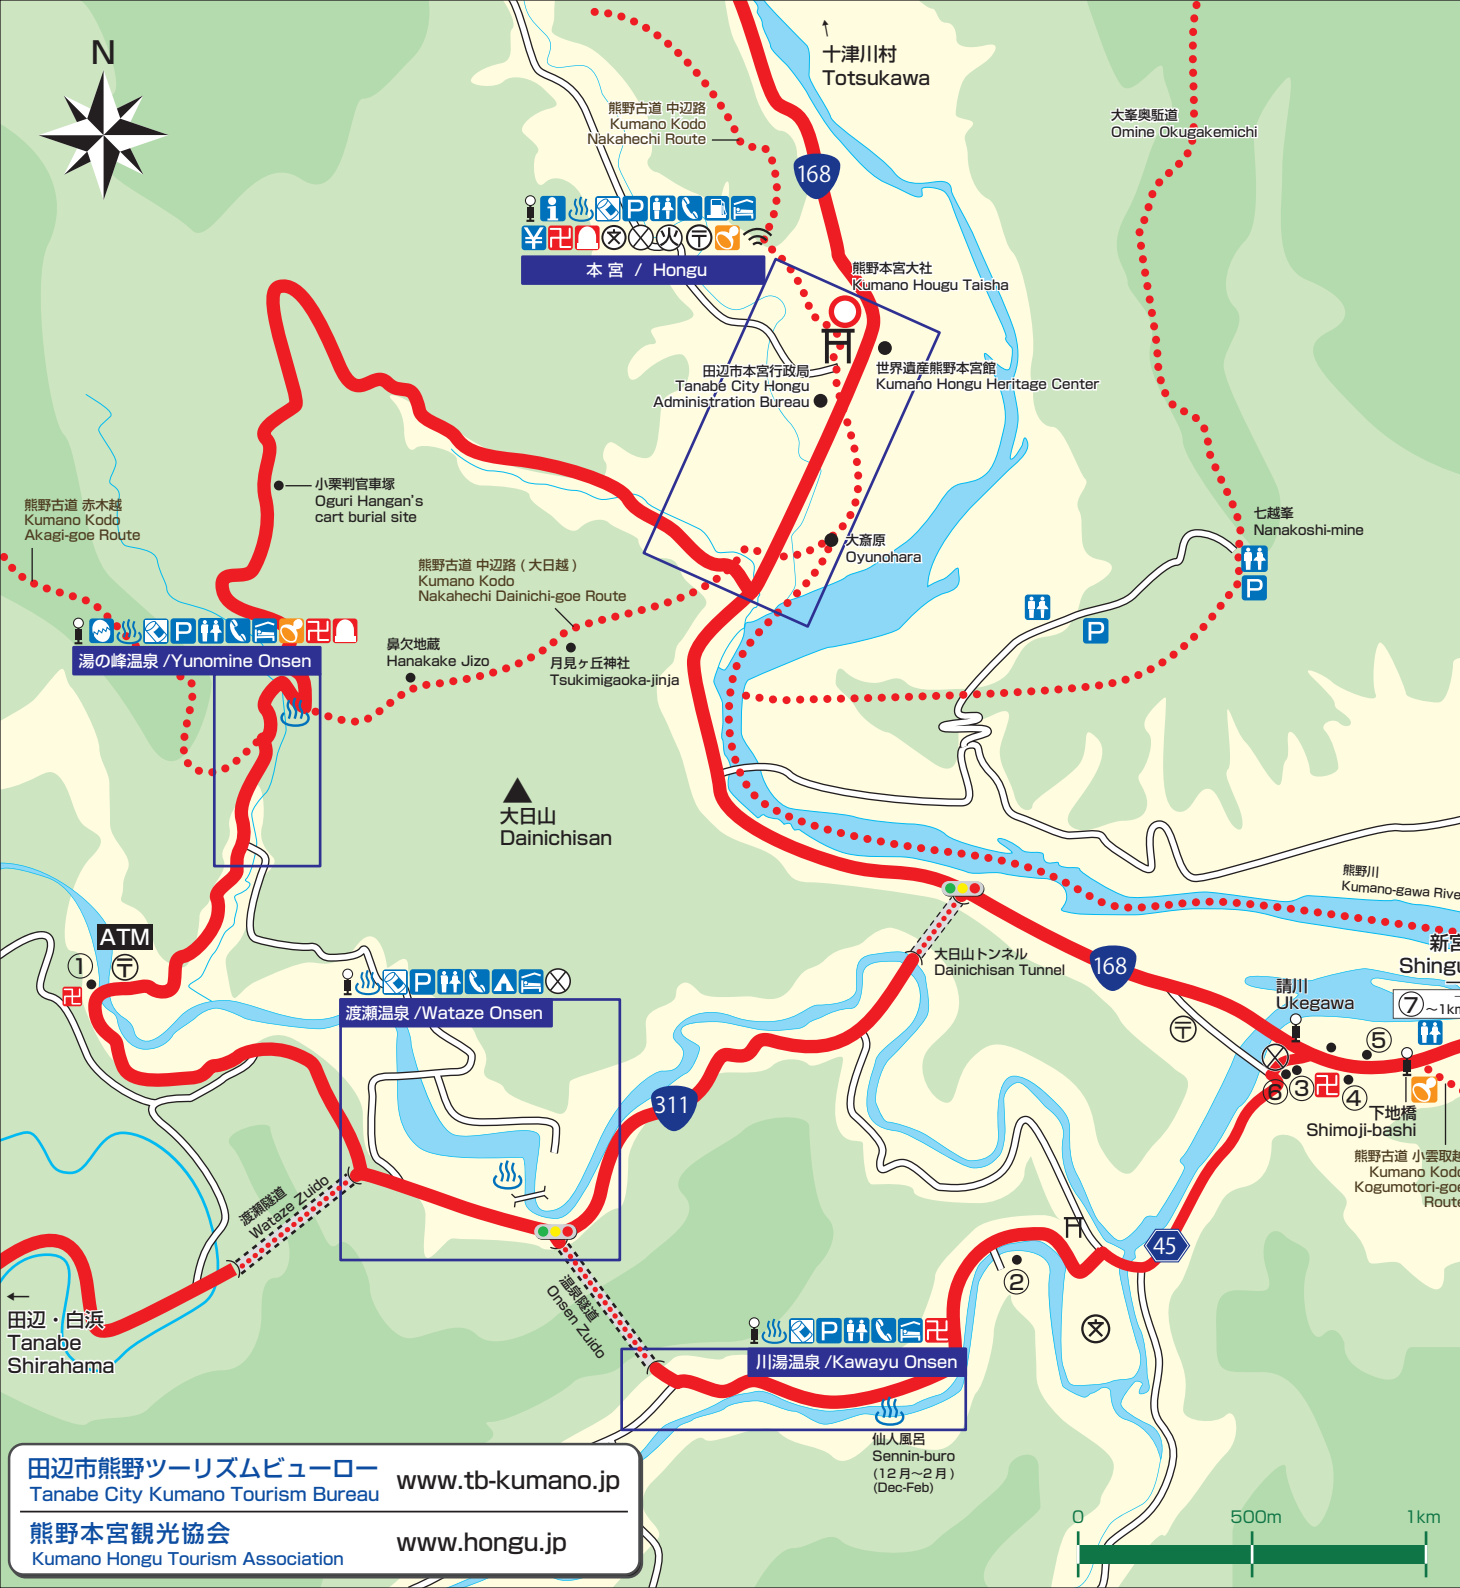 N
十津川村
Totsukawa
熊野古道 中辺路
Kumano Kodo
Nakahechi Route
大峯奥駈道
Omine Okugakemichi
168
本宮 / Hongu
熊野本宮大社
Kumano Hougu Taisha
世界遺産熊野本宮館
Kumano Hongu Heritage Center
田辺市本宮行政局
Tanabe City Hongu
Administration Bureau
小栗判官車塚
Oguri Hangan's
cart burial site
熊野古道 赤木越
Kumano Kodo
Akagi-goe Route
七越峯
Nanakoshi-mine
大斎原
Oyunohara
熊野古道 中辺路 ( 大日越 )
Kumano Kodo
Nakahechi Dainichi-goe Route
P
P
湯の峰温泉 /Yunomine Onsen
鼻欠地蔵
Hanakake Jizo
月見ヶ丘神社
Tsukimigaoka-jinja
大日山
Dainichisan
熊野川
Kumano-gawa Rive
ATM
①
新宮
Shingu
大日山トンネル
Dainichisan Tunnel
168
渡瀬温泉 /Wataze Onsen
請川
Ukegawa
⑦~1km
⑤
⑥
③
④
下地橋
Shimoji-bashi
311
熊野古道 小雲取越
Kumano Kodo
Kogumotori-goe
Route
渡瀬隧道
Wataze Zuido
45
②
文
温泉隧道
Onsen Zuido
田辺・白浜
Tanabe
Shirahama
川湯温泉 /Kawayu Onsen
仙人風呂
Sennin-buro
(12月~2月)
(Dec-Feb)
田辺市熊野ツーリズムビューロー
Tanabe City Kumano Tourism Bureau
www.tb-kumano.jp
熊野本宮観光協会
Kumano Hongu Tourism Association
www.hongu.jp
0 500m 1km